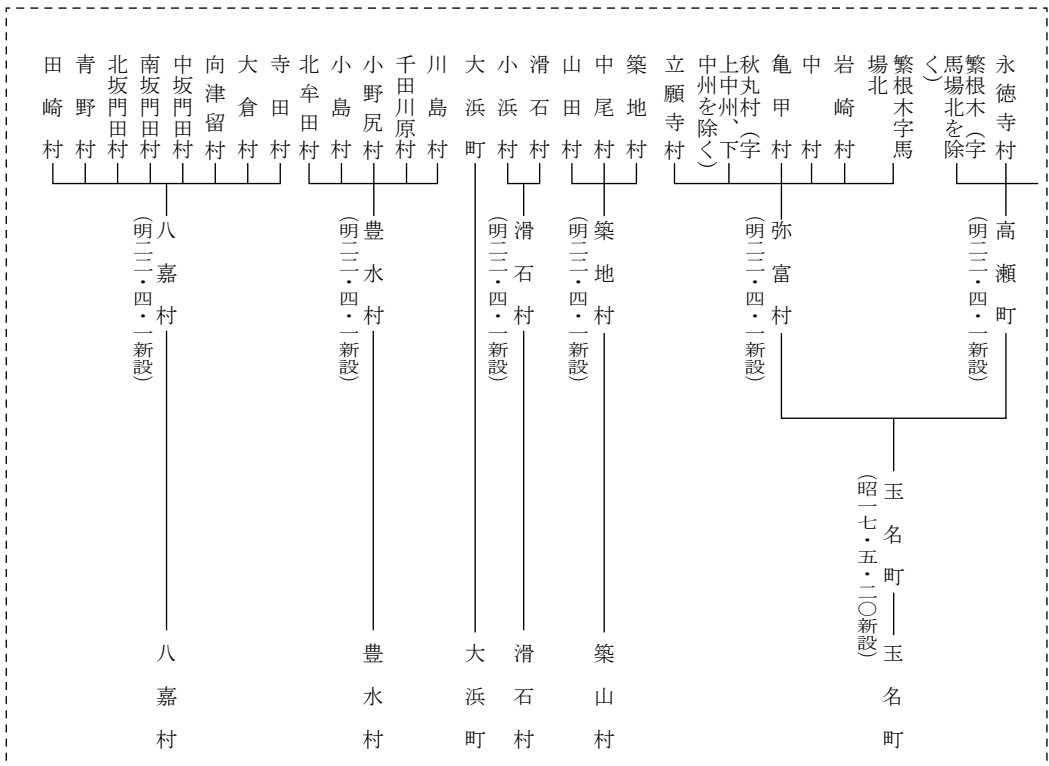 永徳寺村
繁根木（字
馬場北を除
く）
繁根木字馬
場北
岩崎村
中村
亀甲村
秋丸村（字
上中州、下
中州を除く）
立願寺村
築地村
中尾村
山田村
滑石村
小浜村
大浜町
川島村
千田川原村
小野尻村
小島村
北牟田村
寺田村
大倉村
向津留村
中坂門田村
南坂門田村
北坂門田村
青野村
田崎村
高瀬町
（明二二・四・一新設）
弥富村
（明二二・四・一新設）
築地村
（明二二・四・一新設）
滑石村
（明二二・四・一新設）
豊水村
（明二二・四・一新設）
八嘉村
（明二二・四・一新設）
玉名町
（昭一七・五・二〇新設）
玉名町
築山村
滑石村
大浜町
豊水村
八嘉村